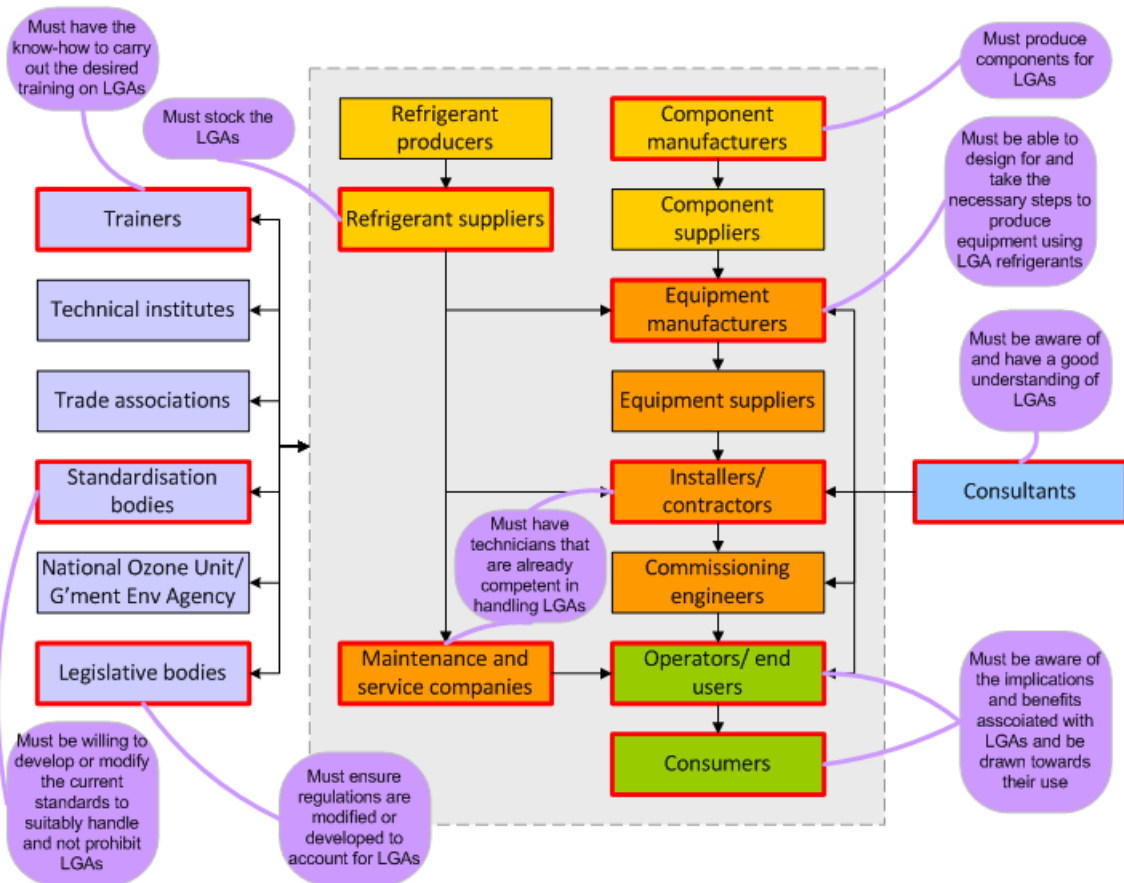 Must have the
know-how to carry
out the desired
training on LGAs
Must stock the
LGAs
Refrigerant
producers
Component
manufacturers
Must produce
components for
LGAs
Must be able to
design for and
take the
necessary steps to
produce
equipment using
LGA refrigerants
Trainers
Refrigerant suppliers
Component
suppliers
Technical institutes
Equipment
manufacturers
Must be aware of
and have a good
understanding of
LGAs
Trade associations
Equipment suppliers
Standardisation
bodies
Installers/
contractors
Consultants
Must have
technicians that
are already
competent in
handling LGAs
National Ozone Unit/
G'ment Env Agency
Commissioning
engineers
Legislative bodies
Maintenance and
service companies
Operators/ end
users
Must be aware of
the implications
and benefits
asscoiated with
LGAs and be
drawn towards
their use
Consumers
Must be willing to
develop or modify
the current
standards to
suitably handle
and not prohibit
LGAs
Must ensure
regulations are
modified or
developed to
account for LGAs